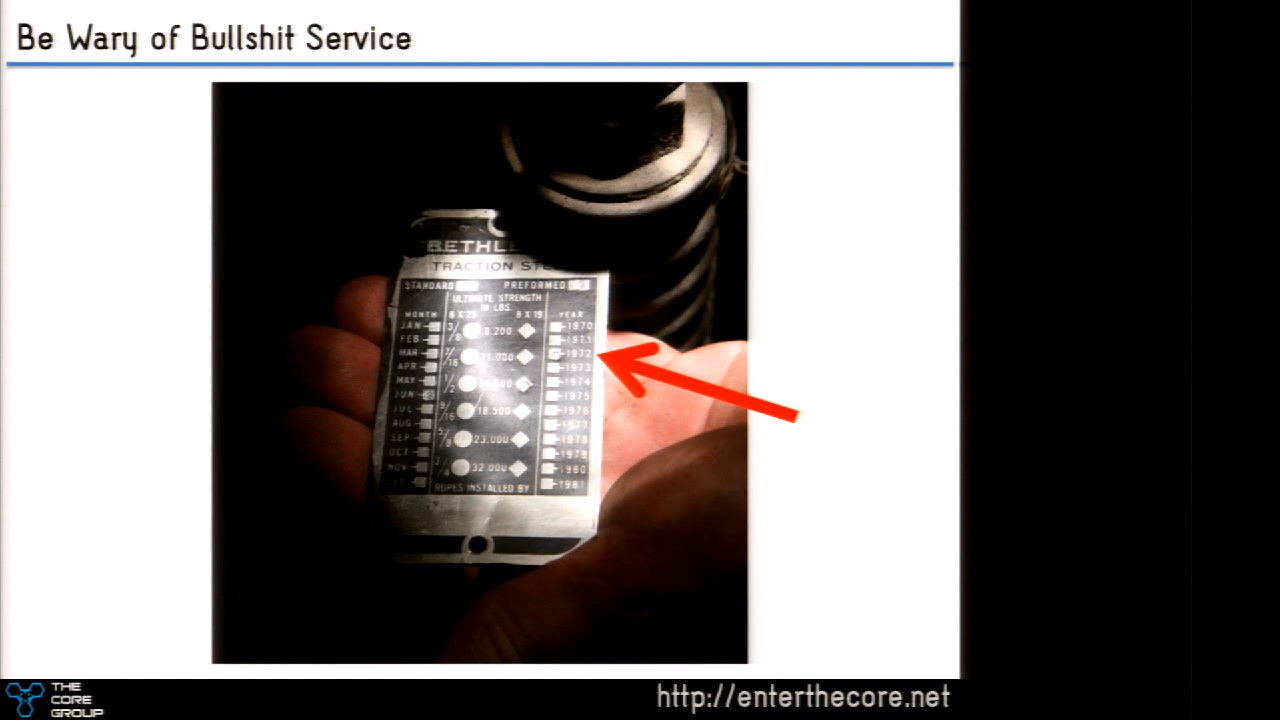 Be Wary of Bullshit Service
TRACTION
STANDARD PREFORMED
ULTIMATE STRENGTH
IN LBS.
MONTH 6 X 25 8 X 19 YEAR
JAN 3/8 8.200 1970
FEB 1971
MAR 7/16 11.000 1972
APR 1973
MAY 1/2 1974
JUN 1975
JUL 9/16 18.500 1976
AUG 1977
SEP 5/8 23.000 1978
OCT 1979
NOV 3/4 32.000 1980
1981
ROPES INSTALLED BY
THE
CORE
GROUP
http://enterthecore.net